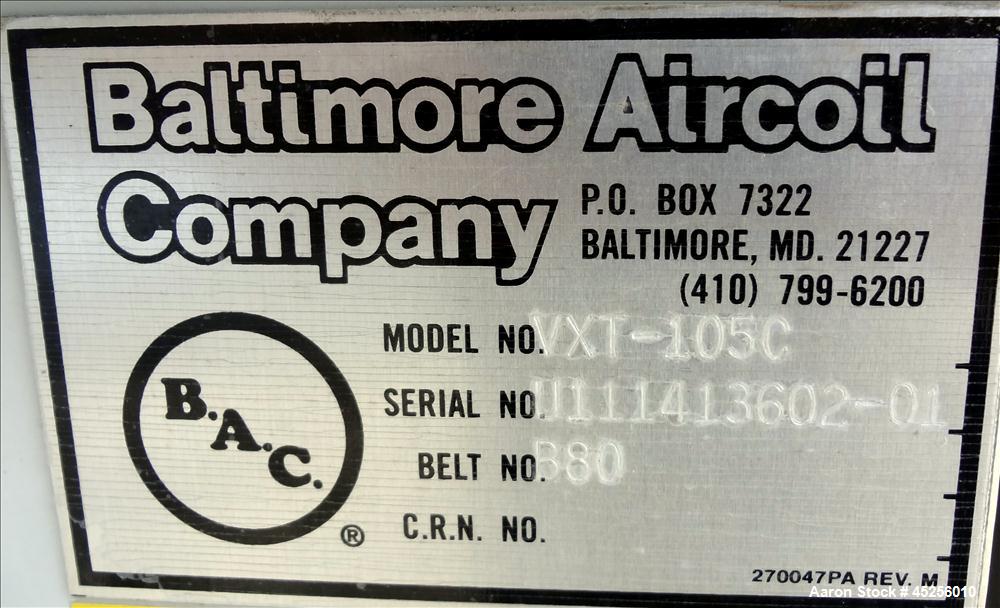 Baltimore Aircoil
Company
P.O. BOX 7322
BALTIMORE, MD. 21227
(410) 799-6200
MODEL NO. VXT-105C
SERIAL NO. U111413602-01
BELT NO. B80
C.R.N. NO.
B.A.C.
®
270047PA REV. M
Aaron Stock # 45256010